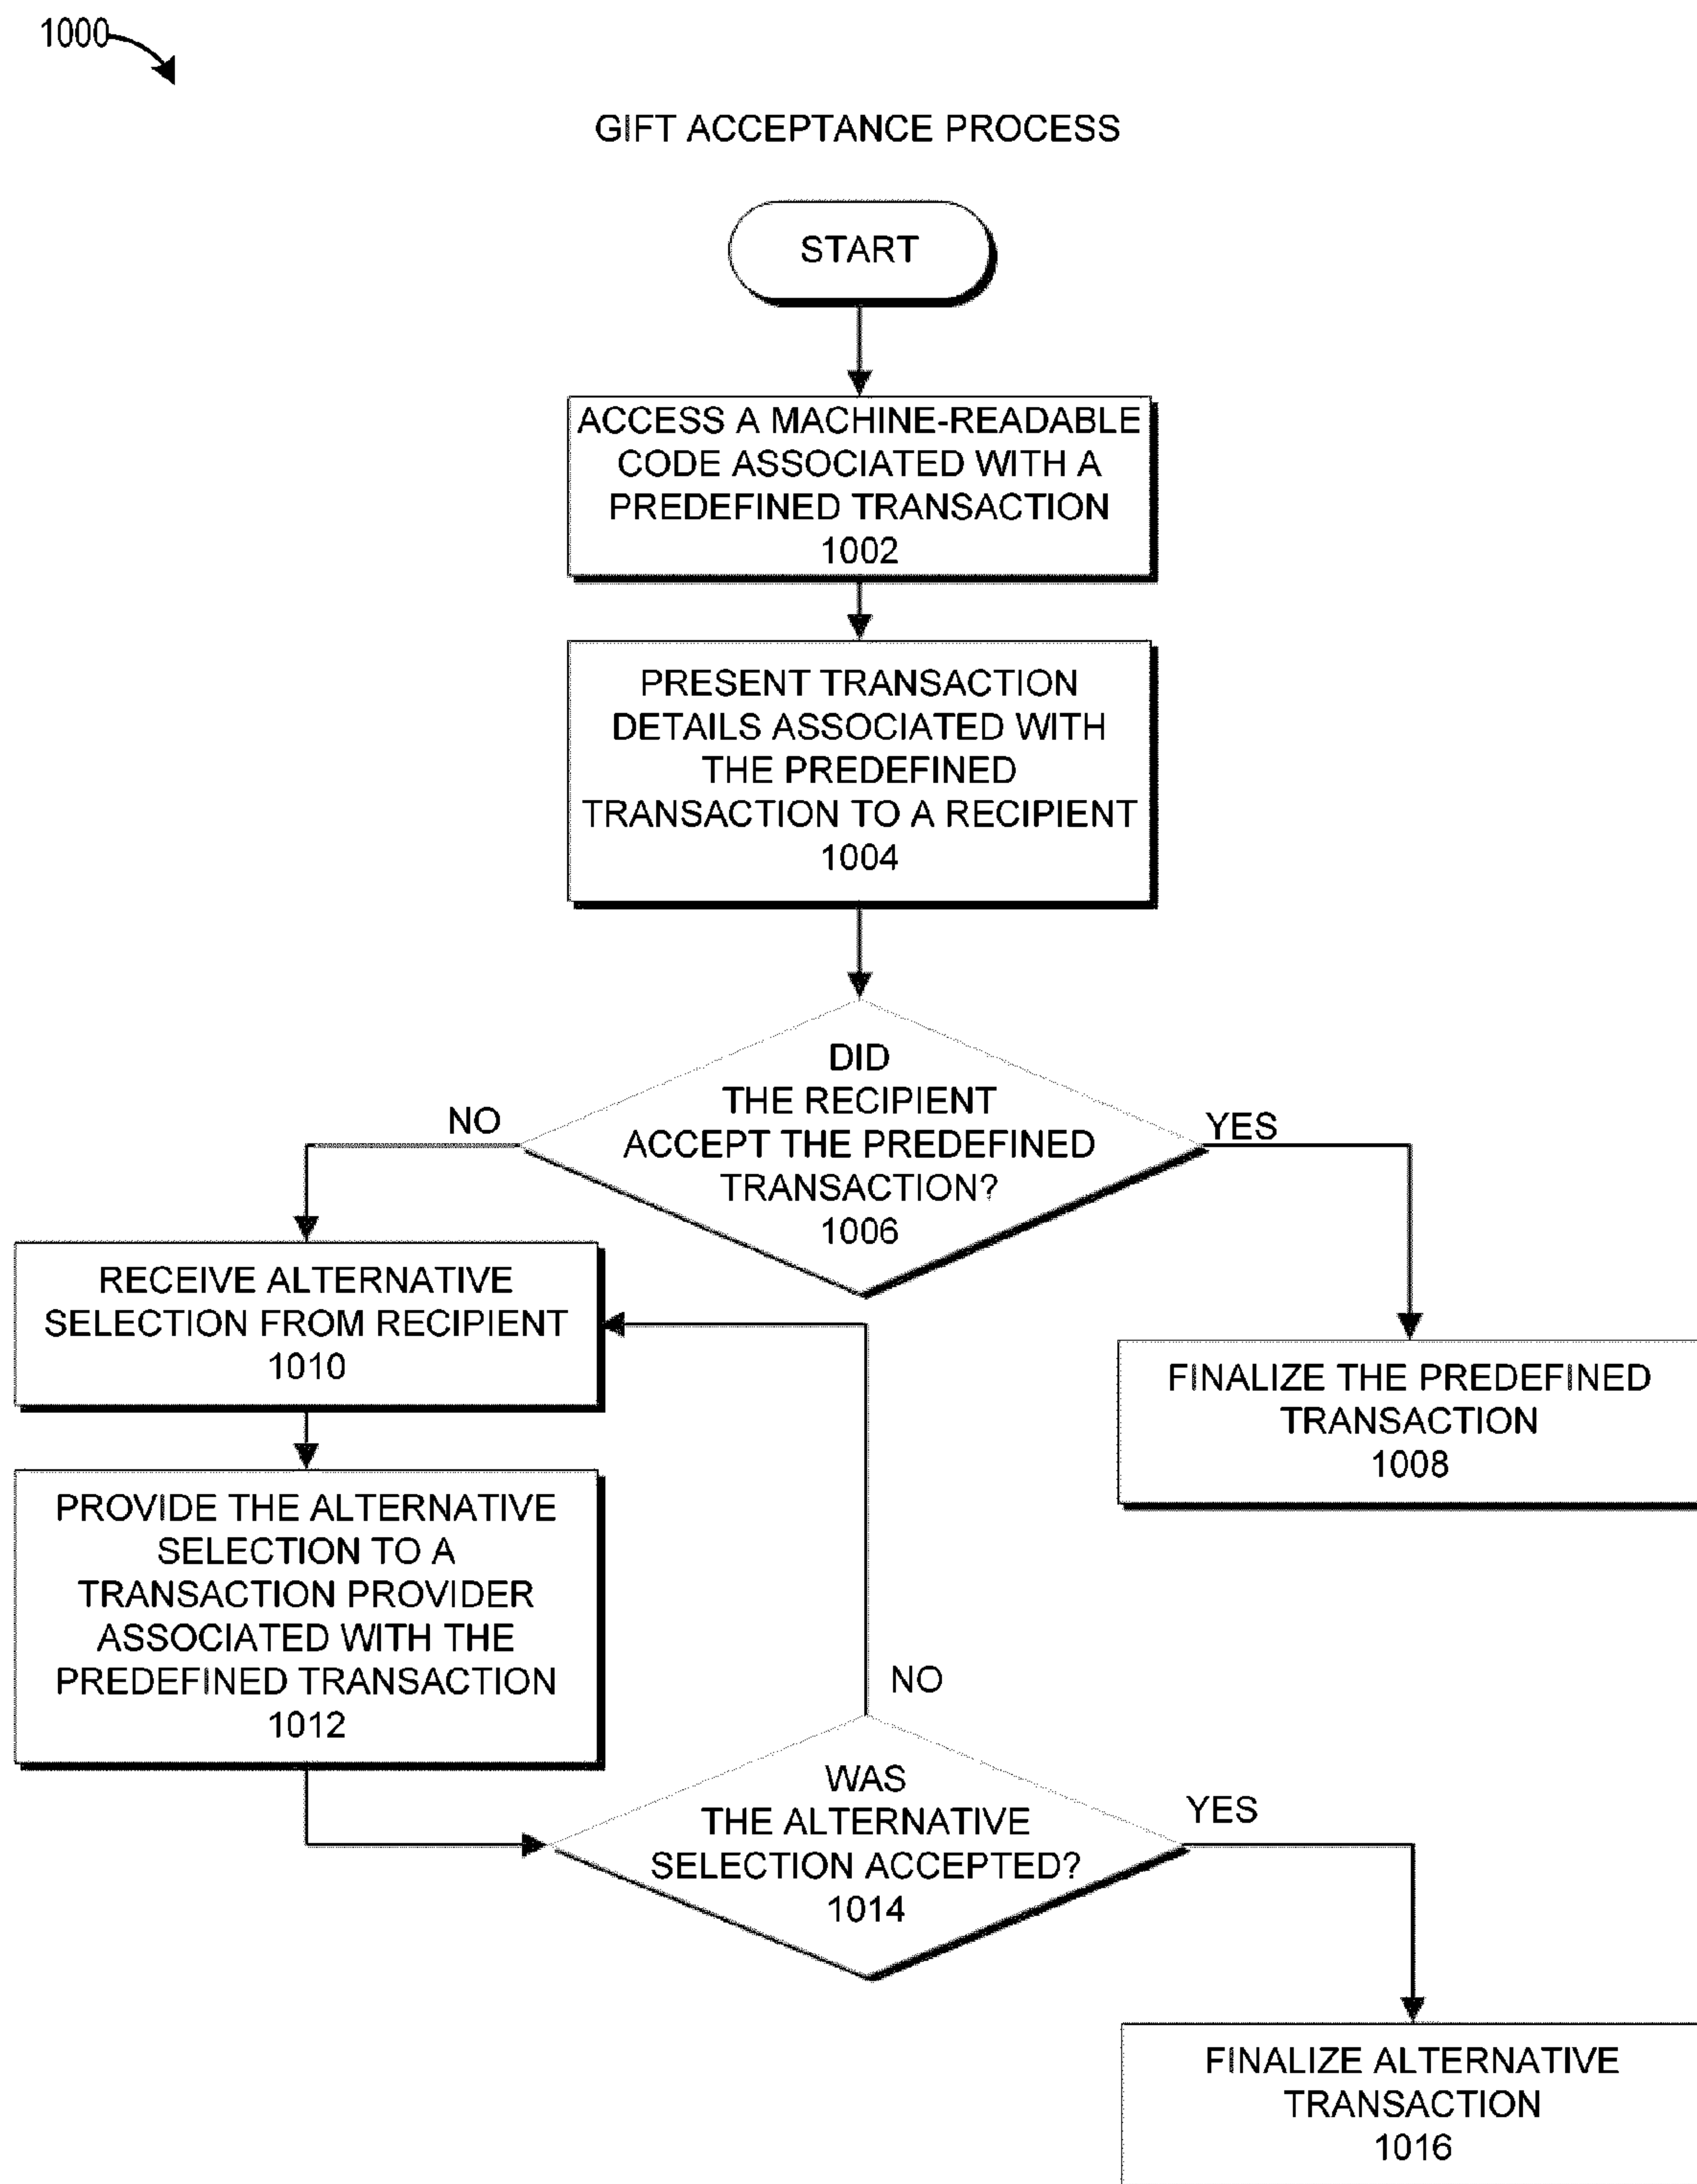 1000
GIFT ACCEPTANCE PROCESS
START
ACCESS A MACHINE-READABLE
CODE ASSOCIATED WITH A
PREDEFINED TRANSACTION
1002
PRESENT TRANSACTION
DETAILS ASSOCIATED WITH
THE PREDEFINED
TRANSACTION TO A RECIPIENT
1004
DID
THE RECIPIENT
ACCEPT THE PREDEFINED
TRANSACTION?
1006
NO
YES
RECEIVE ALTERNATIVE
SELECTION FROM RECIPIENT
1010
FINALIZE THE PREDEFINED
TRANSACTION
1008
PROVIDE THE ALTERNATIVE
SELECTION TO A
TRANSACTION PROVIDER
ASSOCIATED WITH THE
PREDEFINED TRANSACTION
1012
NO
WAS
THE ALTERNATIVE
SELECTION ACCEPTED?
1014
YES
FINALIZE ALTERNATIVE
TRANSACTION
1016